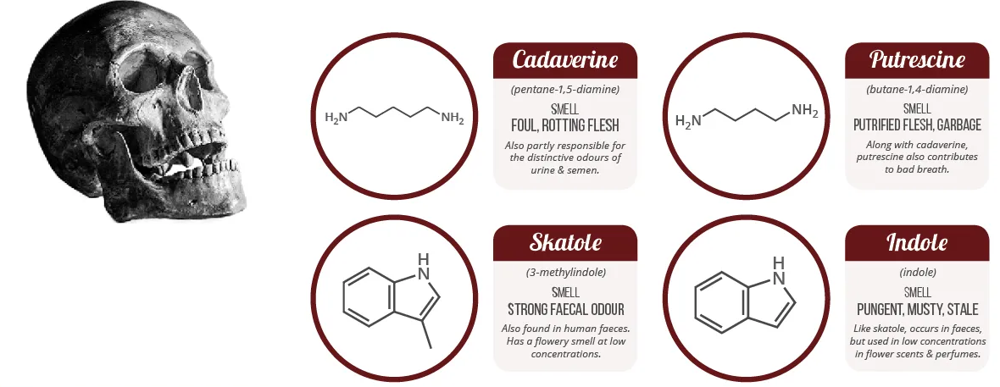 Cadaverine
(pentane-1,5-diamine)
SMELL
FOUL, ROTTING FLESH
Also partly responsible for
the distinctive odours of
urine & semen.
H2N
NH2
Putrescine
(butane-1,4-diamine)
SMELL
PUTRIFIED FLESH, GARBAGE
Along with cadaverine,
putrescine also contributes
to bad breath.
H2N
NH2
Skatole
(3-methylindole)
SMELL
STRONG FAECAL ODOUR
Also found in human faeces.
Has a flowery smell at low
concentrations.
H
N
Indole
(indole)
SMELL
PUNGENT, MUSTY, STALE
Like skatole, occurs in faeces,
but used in low concentrations
in flower scents & perfumes.
H
N